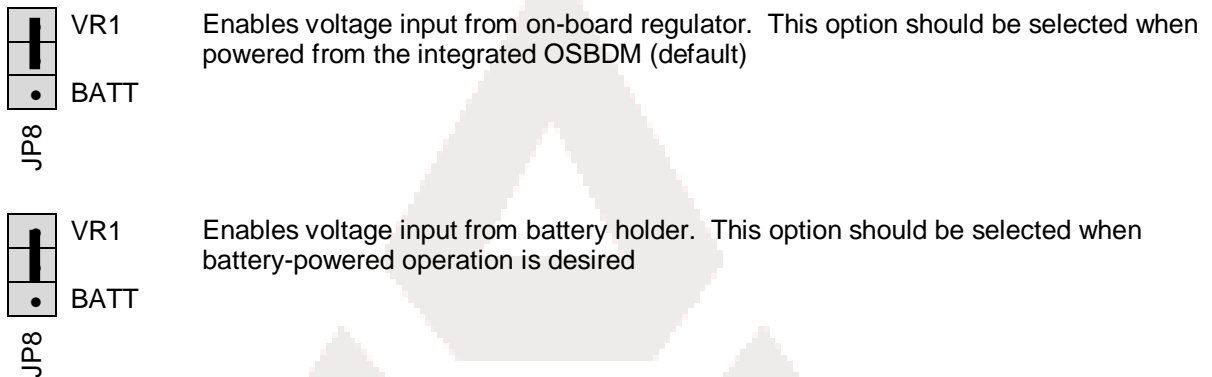 VR1 Enables voltage input from on-board regulator. This option should be selected when
powered from the integrated OSBDM (default)
BATT
JP8
VR1 Enables voltage input from battery holder. This option should be selected when
battery-powered operation is desired
BATT
JP8